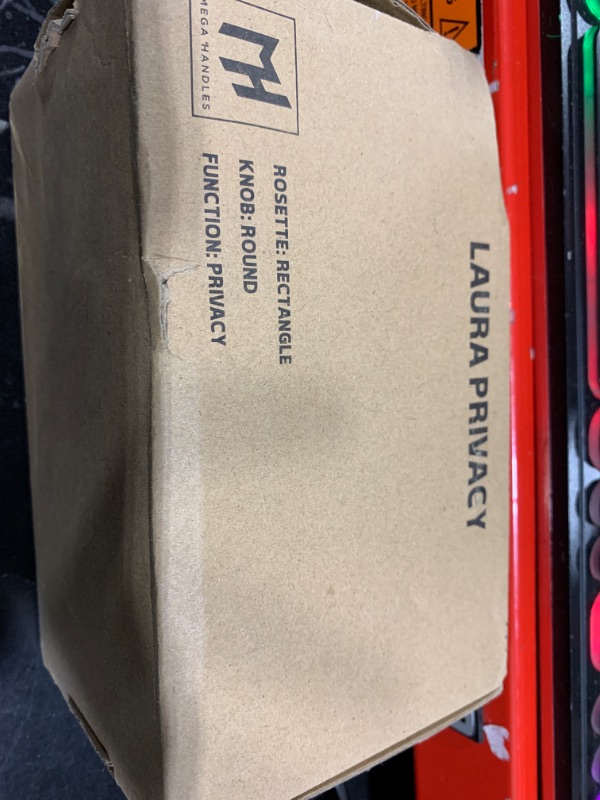 LAURA PRIVACY
ROSETTE: RECTANGLE
KNOB: ROUND
FUNCTION: PRIVACY
MH
MEGA HANDLES